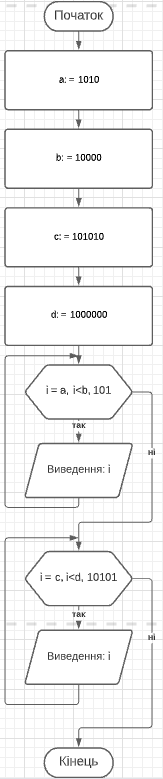 Початок
a: = 1010
b: = 10000
c: = 101010
d: = 1000000
i = a, i<b, 101
так
ні
Виведення: i
i = c, i<d, 10101
так
ні
Виведення: i
Кінець